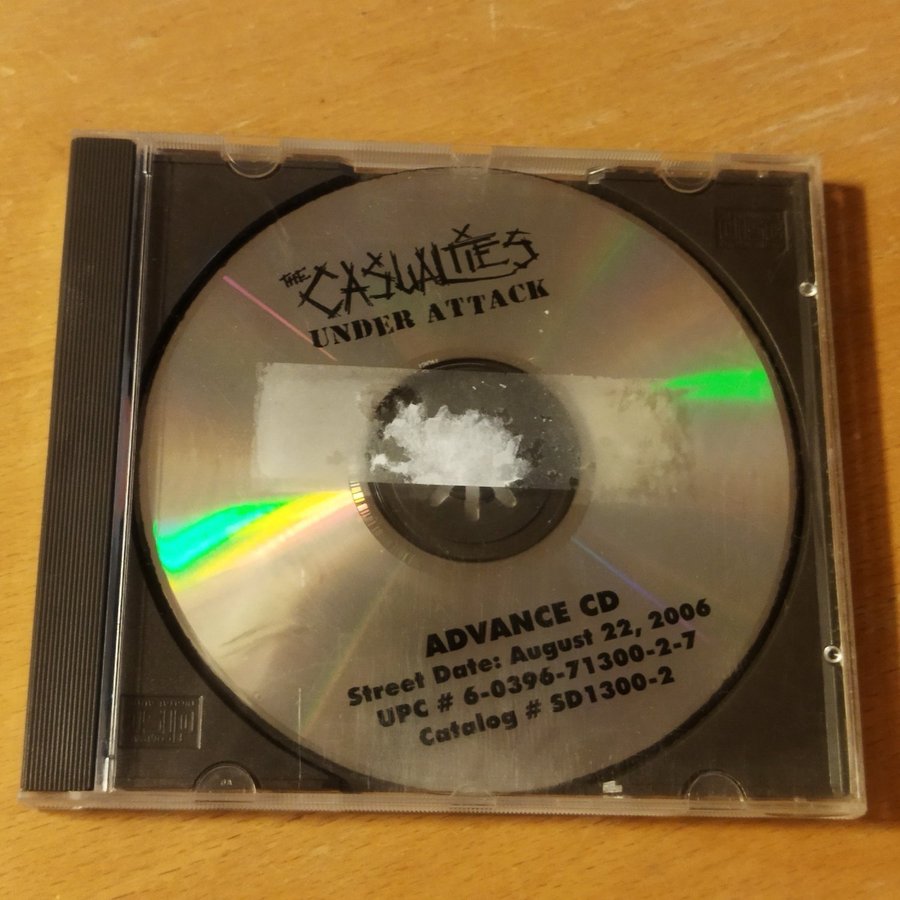 THE CASUALTIES
UNDER ATTACK
ADVANCE CD
Street Date: August 22, 2006
UPC # 6-0396-71300-2-7
Catalog # SD1300-2